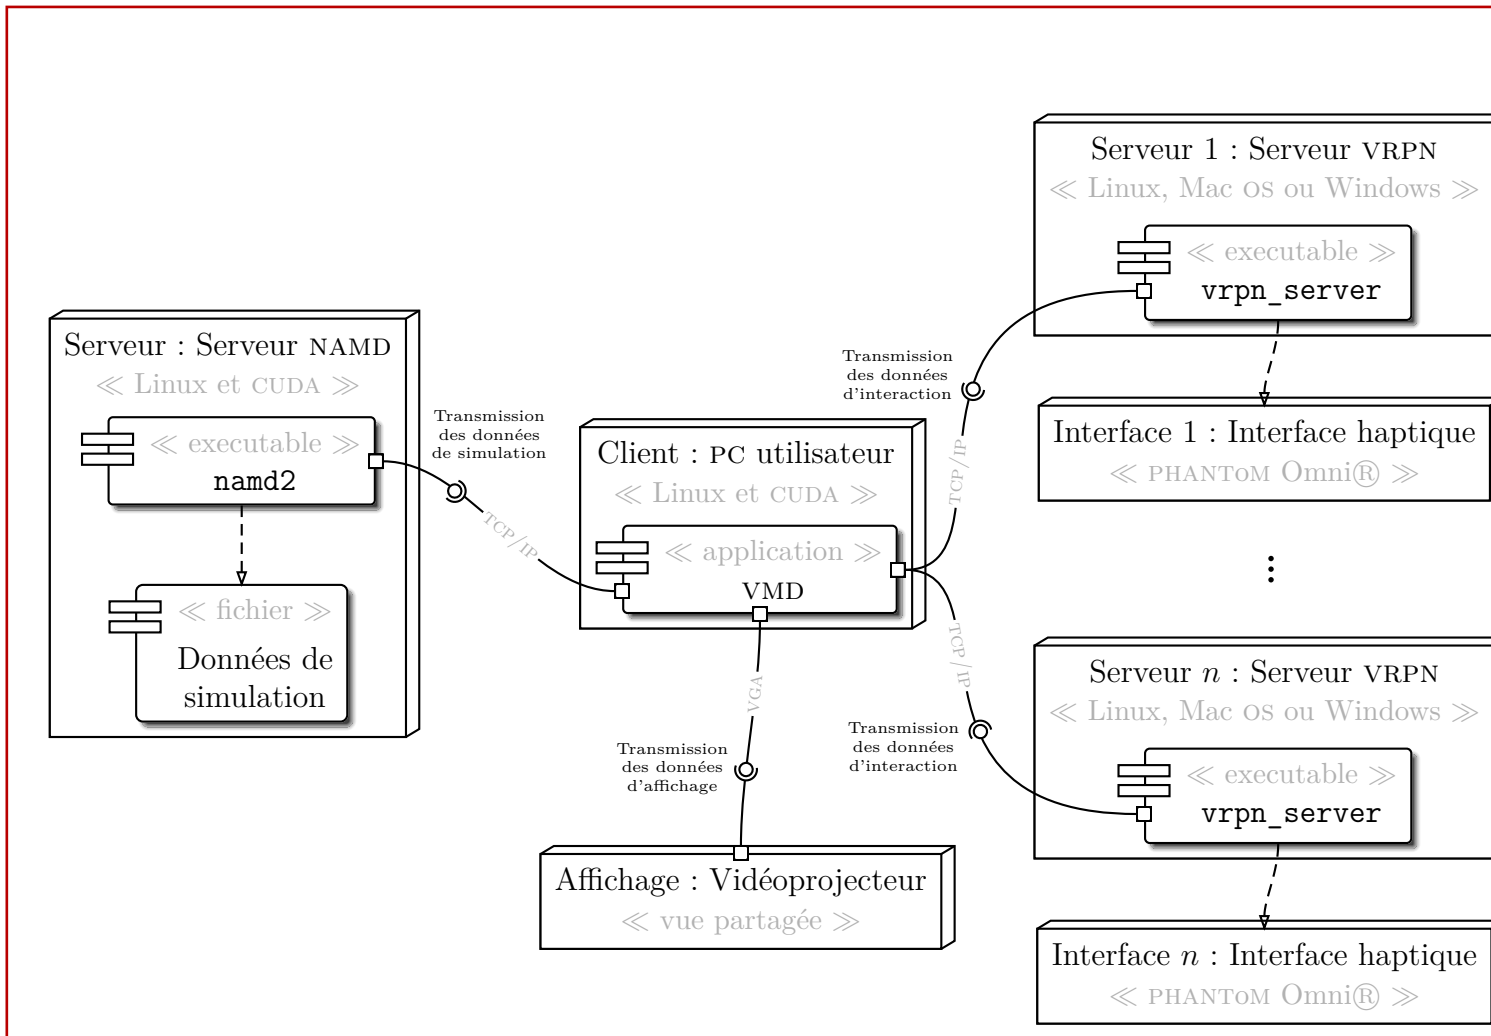 Serveur : Serveur NAMD
≪ Linux et CUDA ≫
≪ executable ≫
namd2
≪ fichier ≫
Données de
simulation
Transmission
des données
de simulation
TCP/IP
Client : PC utilisateur
≪ Linux et CUDA ≫
≪ application ≫
VMD
VGA
Transmission
des données
d'affichage
Affichage : Vidéoprojecteur
≪ vue partagée ≫
Transmission
des données
d'interaction
TCP/IP
Serveur 1 : Serveur VRPN
≪ Linux, Mac OS ou Windows ≫
≪ executable ≫
vrpn_server
Interface 1 : Interface haptique
≪ PHANToM Omni® ≫
⋮
TCP/IP
Transmission
des données
d'interaction
Serveur n : Serveur VRPN
≪ Linux, Mac OS ou Windows ≫
≪ executable ≫
vrpn_server
Interface n : Interface haptique
≪ PHANToM Omni® ≫